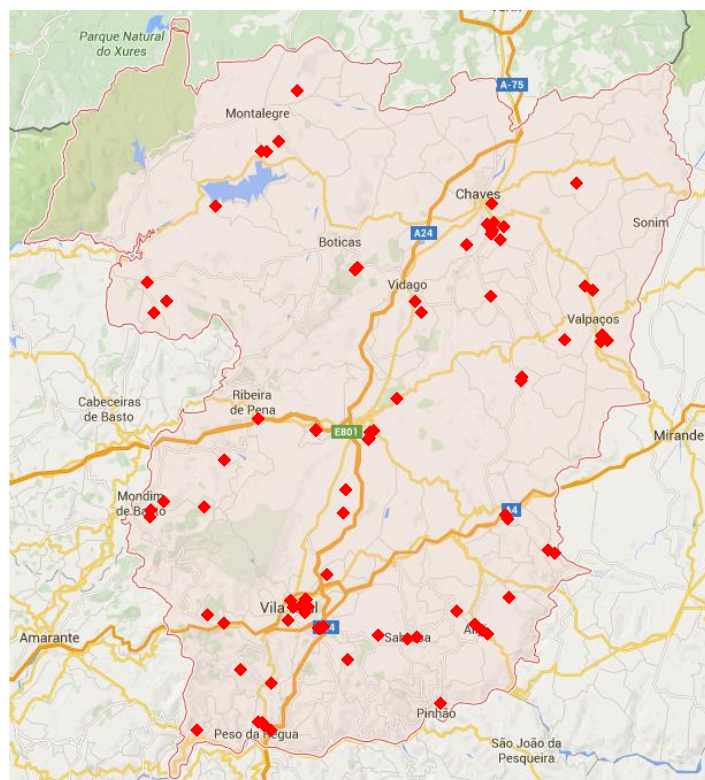 Parque Natural
do Xures
A-75
Montalegre
Chaves
Sonim
A24
Boticas
Vidago
Valpaços
Ribeira
de Pena
Cabeceiras
de Basto
E801
Mirande
Mondim
de Basto
A4
Vila
Amarante
Pinhão
Peso da Régua
São João da
Pesqueira